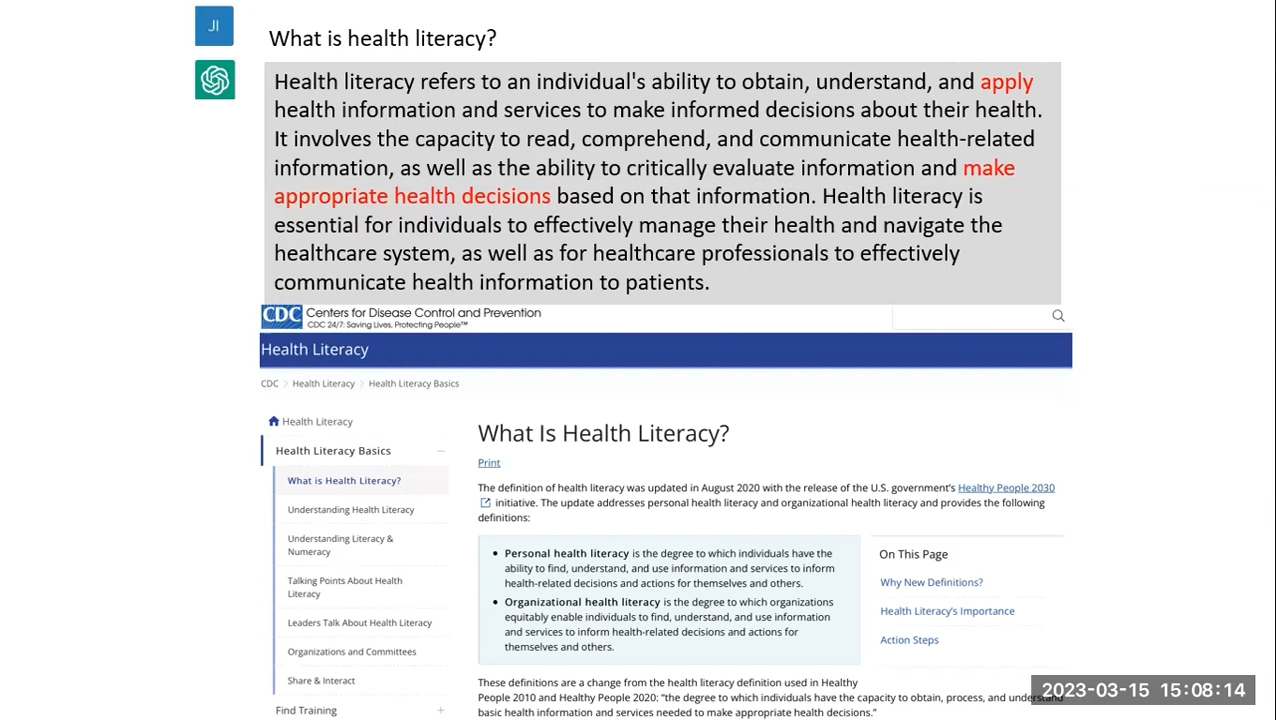 JI
What is health literacy?
Health literacy refers to an individual's ability to obtain, understand, and apply
health information and services to make informed decisions about their health.
It involves the capacity to read, comprehend, and communicate health-related
information, as well as the ability to critically evaluate information and make
appropriate health decisions based on that information. Health literacy is
essential for individuals to effectively manage their health and navigate the
healthcare system, as well as for healthcare professionals to effectively
communicate health information to patients.
CDC Centers for Disease Control and Prevention
CDC 24/7: Saving Lives, Protecting People™
Health Literacy
CDC > Health Literacy > Health Literacy Basics
Health Literacy
Health Literacy Basics
What is Health Literacy?
Understanding Health Literacy
Understanding Literacy &
Numeracy
Talking Points About Health
Literacy
Leaders Talk About Health Literacy
Organizations and Committees
Share & Interact
Find Training
What Is Health Literacy?
Print
The definition of health literacy was updated in August 2020 with the release of the U.S. government's Healthy People 2030
initiative. The update addresses personal health literacy and organizational health literacy and provides the following
definitions:
• Personal health literacy is the degree to which individuals have the
ability to find, understand, and use information and services to inform
health-related decisions and actions for themselves and others.
• Organizational health literacy is the degree to which organizations
equitably enable individuals to find, understand, and use information
and services to inform health-related decisions and actions for
themselves and others.
On This Page
Why New Definitions?
Health Literacy's Importance
Action Steps
These definitions are a change from the health literacy definition used in Healthy
People 2010 and Healthy People 2020: "the degree to which individuals have the capacity to obtain, process, and understand
basic health information and services needed to make appropriate health decisions."
2023-03-15 15:08:14